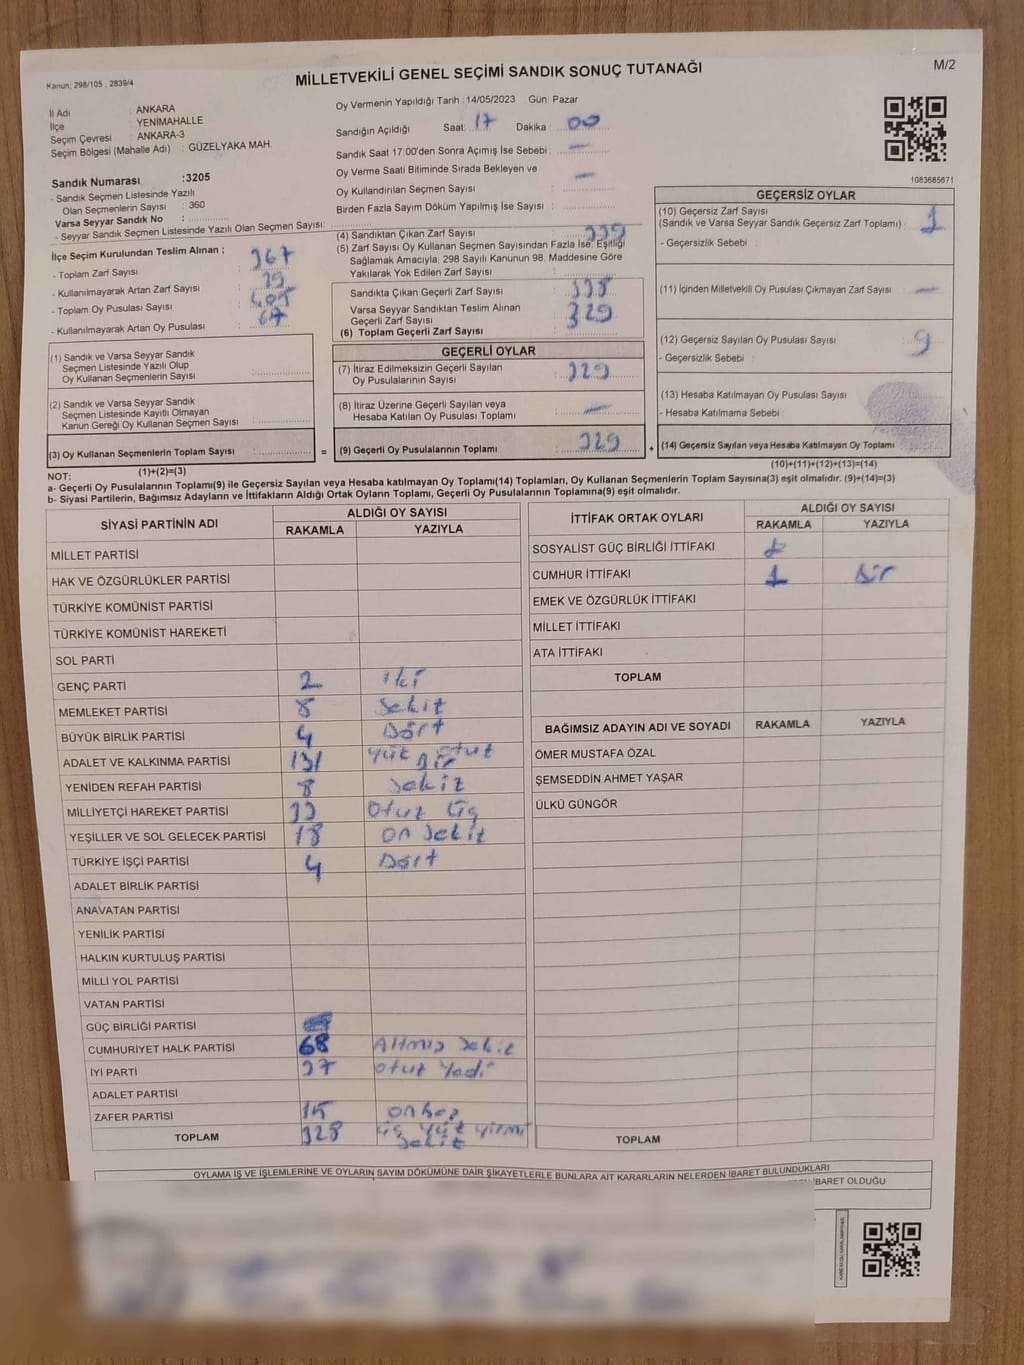 Kanun: 298/105 , 2839/4
MİLLETVEKİLİ GENEL SEÇİMİ SANDIK SONUÇ TUTANAĞI
M/2
İl Adı : ANKARA
İlçe : YENİMAHALLE
Seçim Çevresi : ANKARA-3
Seçim Bölgesi (Mahalle Adı) : GÜZELYAKA MAH.
Sandık Numarası :3205
- Sandık Seçmen Listesinde Yazılı
Olan Seçmenlerin Sayısı : 360
Varsa Seyyar Sandık No :
- Seyyar Sandık Seçmen Listesinde Yazılı Olan Seçmen Sayısı:
İlçe Seçim Kurulundan Teslim Alınan ;
- Toplam Zarf Sayısı : 367
- Kullanılmayarak Artan Zarf Sayısı :
- Toplam Oy Pusulası Sayısı : 405
- Kullanılmayarak Artan Oy Pusulası : 67
Oy Vermenin Yapıldığı Tarih :14/05/2023 Gün: Pazar
Sandığın Açıldığı Saat: 17 Dakika : 00
Sandık Saat 17:00'den Sonra Açımış İse Sebebi : —
Oy Verme Saati Bitiminde Sırada Bekleyen ve
Oy Kullandırılan Seçmen Sayısı : —
Birden Fazla Sayım Döküm Yapılmış İse Sayısı :
(4) Sandıktan Çıkan Zarf Sayısı : 339
(5) Zarf Sayısı Oy Kullanan Seçmen Sayısından Fazla İse, Eşitliği
Sağlamak Amacıyla; 298 Sayılı Kanunun 98. Maddesine Göre
Yakılarak Yok Edilen Zarf Sayısı :
Sandıkta Çıkan Geçerli Zarf Sayısı : 338
Varsa Seyyar Sandıktan Teslim Alınan
Geçerli Zarf Sayısı : 329
(6) Toplam Geçerli Zarf Sayısı :
1083685671
GEÇERSİZ OYLAR
(10) Geçersiz Zarf Sayısı
(Sandık ve Varsa Seyyar Sandık Geçersiz Zarf Toplamı) : 1
- Geçersizlik Sebebi :
(11) İçinden Milletvekili Oy Pusulası Çıkmayan Zarf Sayısı : —
(12) Geçersiz Sayılan Oy Pusulası Sayısı : 9
- Geçersizlik Sebebi :
(13) Hesaba Katılmayan Oy Pusulası Sayısı
- Hesaba Katılmama Sebebi :
(14) Geçersiz Sayılan veya Hesaba Katılmayan Oy Toplamı
(10)+(11)+(12)+(13)=(14)
(1) Sandık ve Varsa Seyyar Sandık
Seçmen Listesinde Yazılı Olup
Oy Kullanan Seçmenlerin Sayısı :
(2) Sandık ve Varsa Seyyar Sandık
Seçmen Listesinde Kayıtlı Olmayan
Kanun Gereği Oy Kullanan Seçmen Sayısı :
(3) Oy Kullanan Seçmenlerin Toplam Sayısı : =
(1)+(2)=(3)
GEÇERLİ OYLAR
(7) İtiraz Edilmeksizin Geçerli Sayılan
Oy Pusulalarının Sayısı : 329
(8) İtiraz Üzerine Geçerli Sayılan veya
Hesaba Katılan Oy Pusulası Toplamı : —
(9) Geçerli Oy Pusulalarının Toplamı : 329 +
NOT:
a- Geçerli Oy Pusulalarının Toplamı(9) ile Geçersiz Sayılan veya Hesaba katılmayan Oy Toplamı(14) Toplamları, Oy Kullanan Seçmenlerin Toplam Sayısına(3) eşit olmalıdır. (9)+(14)=(3)
b- Siyasi Partilerin, Bağımsız Adayların ve İttifakların Aldığı Ortak Oyların Toplamı, Geçerli Oy Pusulalarının Toplamına(9) eşit olmalıdır.
SİYASİ PARTİNİN ADI ALDIĞI OY SAYISI
RAKAMLA YAZIYLA
MİLLET PARTİSİ
HAK VE ÖZGÜRLÜKLER PARTİSİ
TÜRKİYE KOMÜNİST PARTİSİ
TÜRKİYE KOMÜNİST HAREKETİ
SOL PARTİ
GENÇ PARTİ 2 iki
MEMLEKET PARTİSİ 8 Sekiz
BÜYÜK BİRLİK PARTİSİ 4 Dört
ADALET VE KALKINMA PARTİSİ 131 Yüz otuz bir
YENİDEN REFAH PARTİSİ 8 Sekiz
MİLLİYETÇİ HAREKET PARTİSİ 33 Otuz Üç
YEŞİLLER VE SOL GELECEK PARTİSİ 18 on Sekiz
TÜRKİYE İŞÇİ PARTİSİ 4 Dört
ADALET BİRLİK PARTİSİ
ANAVATAN PARTİSİ
YENİLİK PARTİSİ
HALKIN KURTULUŞ PARTİSİ
MİLLİ YOL PARTİSİ
VATAN PARTİSİ
GÜÇ BİRLİĞİ PARTİSİ
CUMHURİYET HALK PARTİSİ 68 Altmış Sekiz
İYİ PARTİ 37 otuz Yedi
ADALET PARTİSİ
ZAFER PARTİSİ 15 on beş
TOPLAM 328 üç yüz yirmi sekiz
İTTİFAK ORTAK OYLARI ALDIĞI OY SAYISI
RAKAMLA YAZIYLA
SOSYALİST GÜÇ BİRLİĞİ İTTİFAKI
CUMHUR İTTİFAKI 1 Bir
EMEK VE ÖZGÜRLÜK İTTİFAKI
MİLLET İTTİFAKI
ATA İTTİFAKI
TOPLAM
BAĞIMSIZ ADAYIN ADI VE SOYADI RAKAMLA YAZIYLA
ÖMER MUSTAFA ÖZAL
ŞEMSEDDİN AHMET YAŞAR
ÜLKÜ GÜNGÖR
TOPLAM
OYLAMA İŞ VE İŞLEMLERİNE VE OYLARIN SAYIM DÖKÜMÜNE DAİR ŞİKAYETLERLE BUNLARA AİT KARARLARIN NELERDEN İBARET BULUNDUKLARI
İBARET OLDUĞU